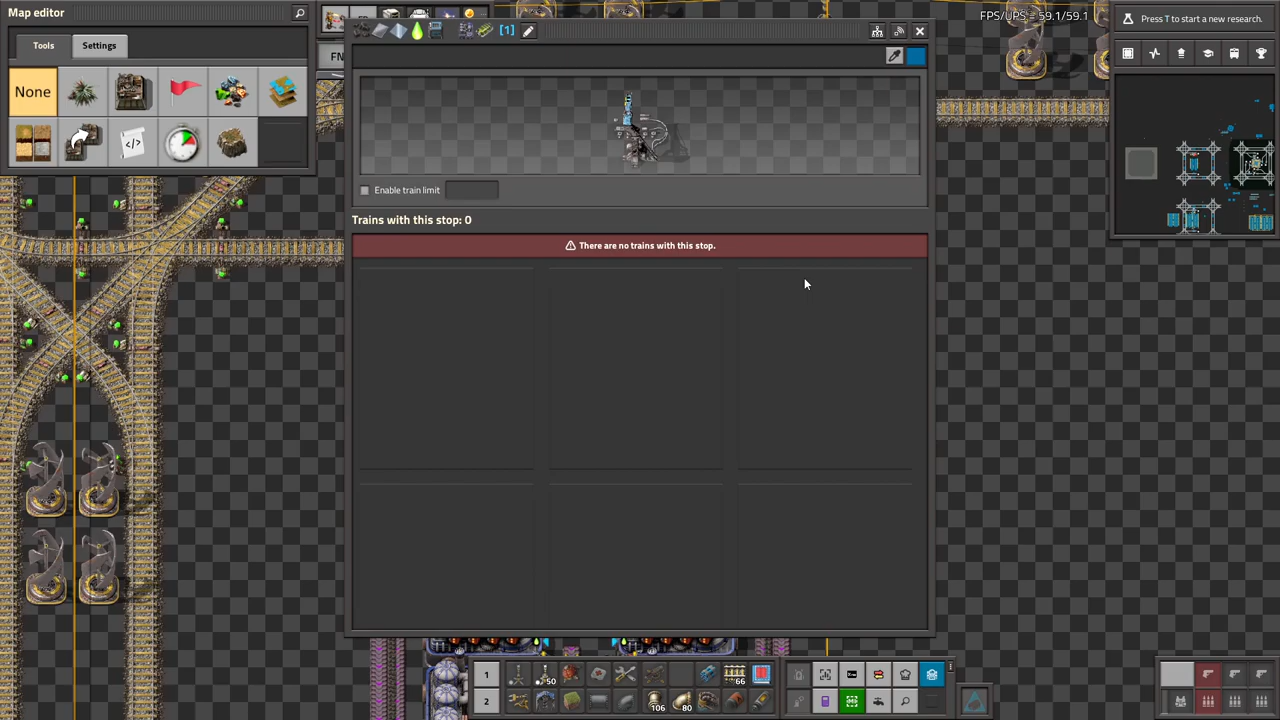 Map editor
FPS/UPS = 59.1/59.1
Press T to start a new research.
[1]
Tools
Settings
FN
None
</>
Enable train limit
Trains with this stop: 0
There are no trains with this stop.
1
50
66
2
106
80